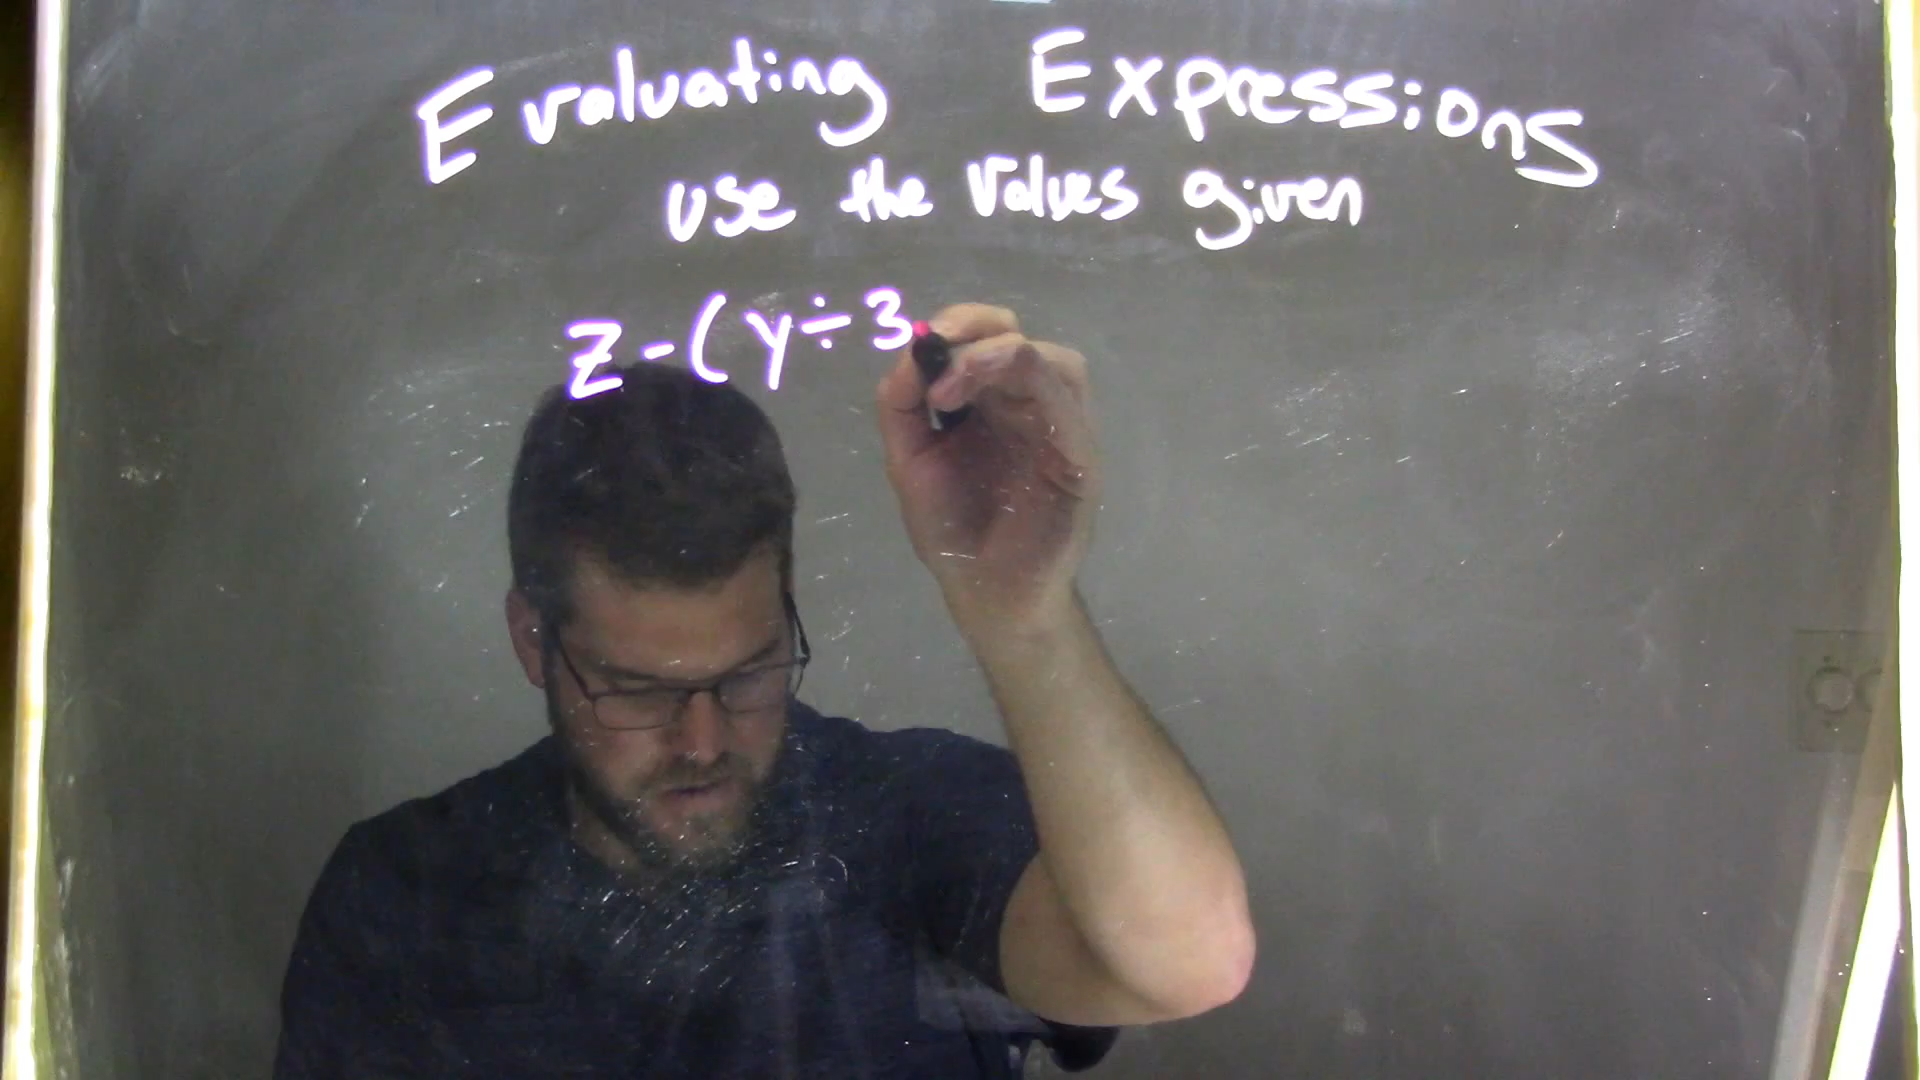 Evaluating Expressions
use the values given
z - ( y ÷ 3